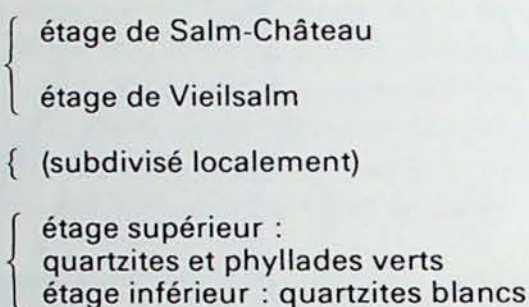 étage de Salm-Château
étage de Vieilsalm
{ (subdivisé localement)
étage supérieur :
quartzites et phyllades verts
étage inférieur : quartzites blancs